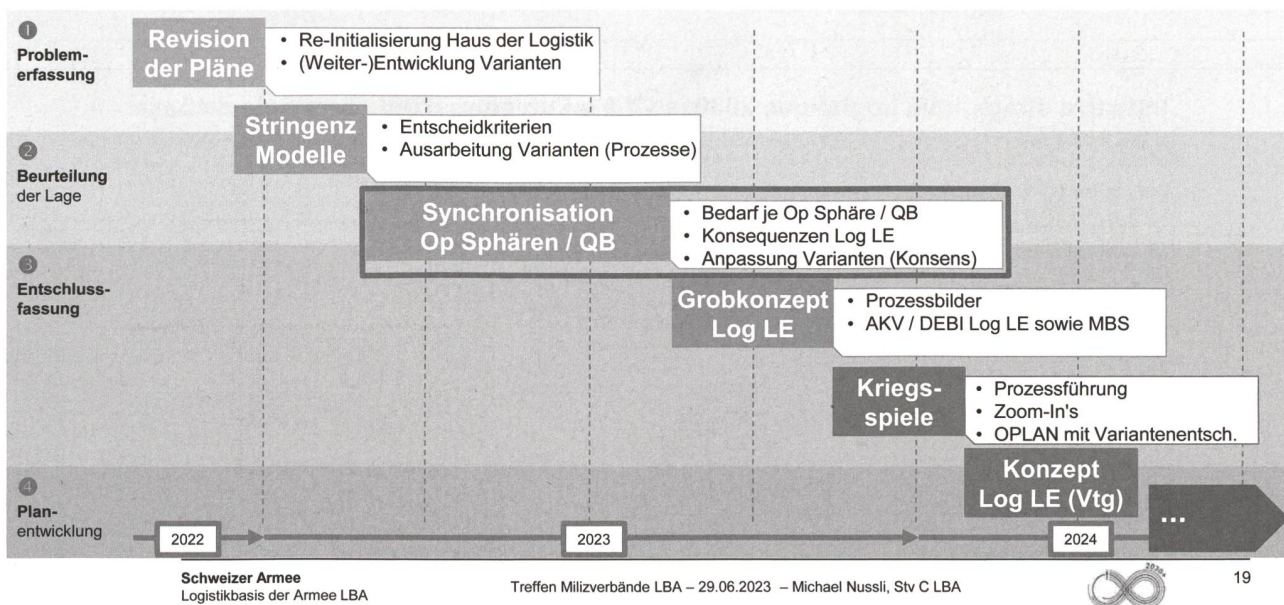 1
Problem-
erfassung
Revision
der Pläne
• Re-Initialisierung Haus der Logistik
• (Weiter-)Entwicklung Varianten
2
Beurteilung
der Lage
Stringenz
Modelle
• Entscheidkriterien
• Ausarbeitung Varianten (Prozesse)
Synchronisation
Op Sphären / QB
• Bedarf je Op Sphäre / QB
• Konsequenzen Log LE
• Anpassung Varianten (Konsens)
3
Entschluss-
fassung
Grobkonzept
Log LE
• Prozessbilder
• AKV / DEBI Log LE sowie MBS
Kriegs-
spiele
• Prozessführung
• Zoom-In's
• OPLAN mit Variantenentsch.
4
Plan-
entwicklung
Konzept
Log LE (Vtg)
...
2022
2023
2024
Schweizer Armee
Logistikbasis der Armee LBA
Treffen Milizverbände LBA – 29.06.2023 – Michael Nussli, Stv C LBA
19